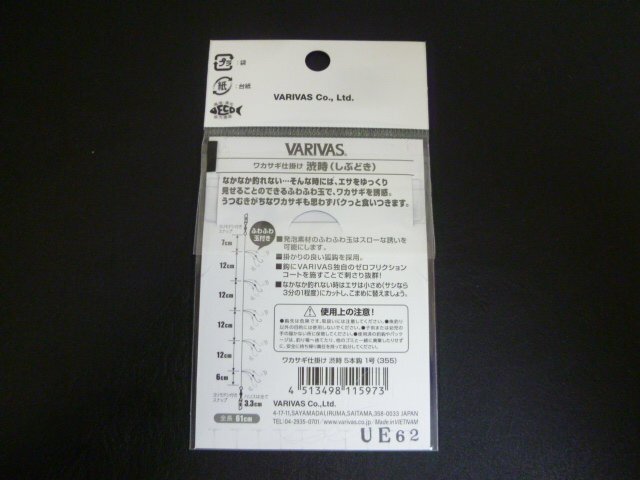 プラ
:袋
紙
:台紙
ECO
VARIVAS Co., Ltd.
VARIVAS®
ワカサギ仕掛け 渋時(しぶどき)
なかなか釣れない…そんな時には、エサをゆっくり
見せることのできるふわふわ玉で、ワカサギを誘惑。
うつむきがちなワカサギも思わずパクっと食いつきます。
ふわふわ
玉付き
■発泡素材のふわふわ玉はスローな誘いを
可能にします。
■掛かりの良い狐鈎を採用。
■鈎にVARIVAS独自のゼロフリクション
コートを施すことで刺さり抜群!
■なかなか釣れない時はエサは小さめ(サシなら
3分の1程度)にカットし、こまめに替えましょう。
7cm
12cm
12cm
12cm
12cm
6cm
3.3cm
全長 61cm
使用上の注意!
ワカサギ仕掛け 渋時 5本鈎 1号(355)
4 513498 115973
VARIVAS Co.,Ltd.
4-17-11,SAYAMADAI,IRUMA,SAITAMA,358-0033 JAPAN
TEL:04-2935-0701/www.varivas.co.jp/Made in VIETNAM
UE62